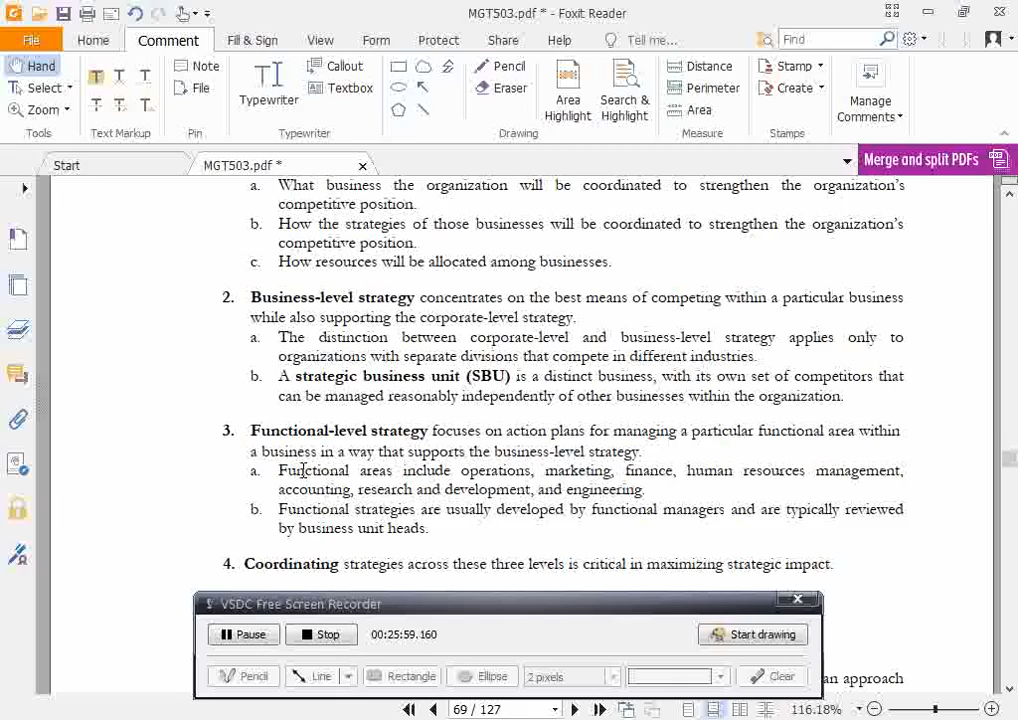 MGT503.pdf * - Foxit Reader
File Home Comment Fill & Sign View Form Protect Share Help Tell me... Find
Hand Select Zoom Tools
T T T T T T Text Markup
Note File Pin
Typewriter Callout Textbox Typewriter
Pencil Eraser Area Highlight Search & Highlight Drawing
Distance Perimeter Area Measure
Stamp Create Stamps
Manage Comments
Start MGT503.pdf * Merge and split PDFs
a. What business the organization will be coordinated to strengthen the organization's
competitive position.
b. How the strategies of those businesses will be coordinated to strengthen the organization's
competitive position.
c. How resources will be allocated among businesses.
2. Business-level strategy concentrates on the best means of competing within a particular business
while also supporting the corporate-level strategy.
a. The distinction between corporate-level and business-level strategy applies only to
organizations with separate divisions that compete in different industries.
b. A strategic business unit (SBU) is a distinct business, with its own set of competitors that
can be managed reasonably independently of other businesses within the organization.
3. Functional-level strategy focuses on action plans for managing a particular functional area within
a business in a way that supports the business-level strategy.
a. Functional areas include operations, marketing, finance, human resources management,
accounting, research and development, and engineering.
b. Functional strategies are usually developed by functional managers and are typically reviewed
by business unit heads.
4. Coordinating strategies across these three levels is critical in maximizing strategic impact.
VSDC Free Screen Recorder
Pause Stop 00:25:59.160 Start drawing
Pencil Line Rectangle Ellipse 2 pixels Clear
an approach
69 / 127 116.18%